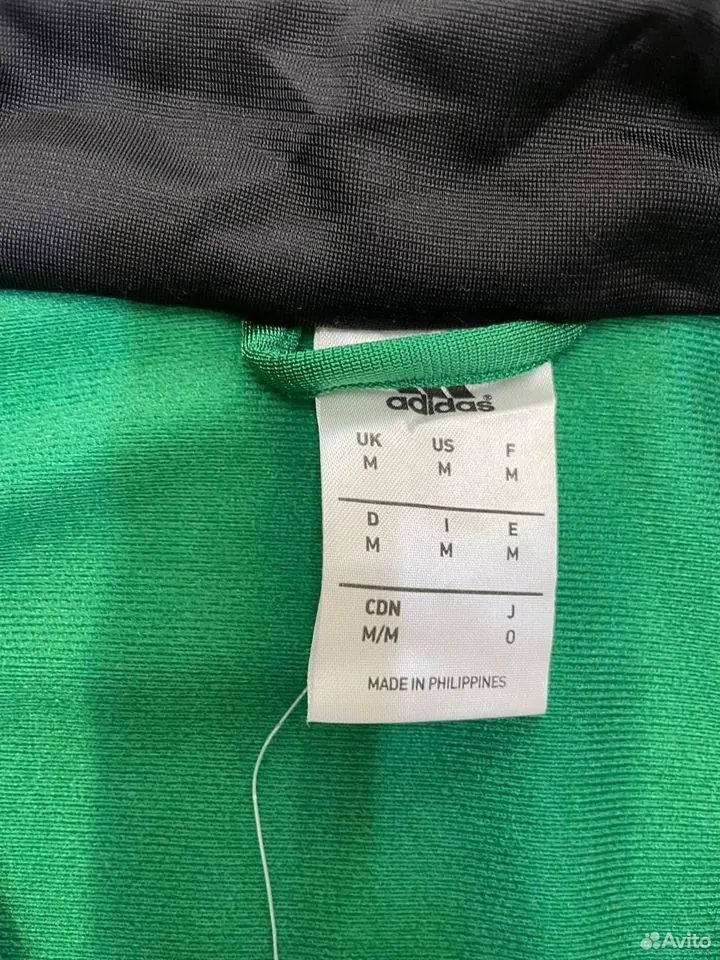 adidas®
UK US F
M M M
D I E
M M M
CDN J
M/M O
MADE IN PHILIPPINES
Avito